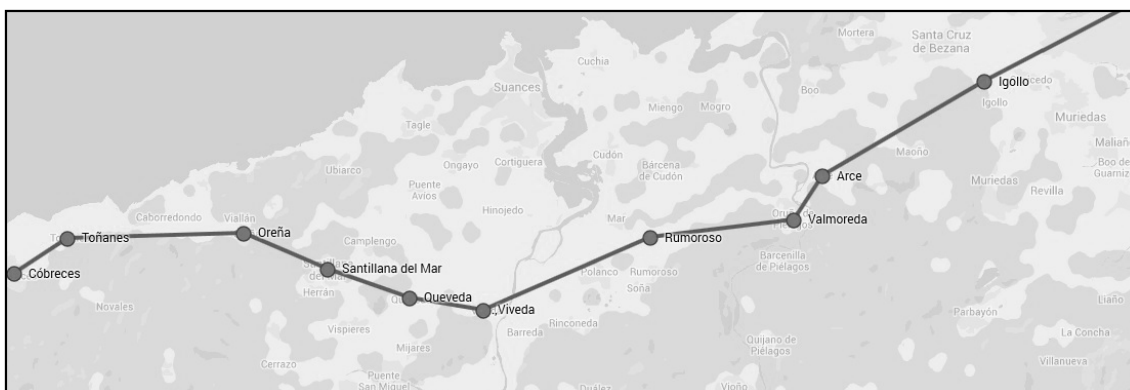 Mortera
Santa Cruz
de Bezana
Cuchia
Suances
Boo
Igollo
Igollo
Miengo
Mogro
Muriedas
Tagle
Maliaño
Cudón
Maoño
Ongayo
Cortiguera
Bárcena
de Cudón
Boo de
Guarniz
Ubiarco
Arce
Muriedas
Revilla
Puente
Avíos
Caborredondo
Viallán
Hinojedo
Mar
Valmoreda
Toñanes
Oreña
Rumoroso
Camplengo
Barcenilla
de Piélagos
Cóbreces
Santillana del Mar
Polanco
Rumoroso
Soña
Herrán
Queveda
Viveda
Novales
Parbayón
Liaño
Vispieres
Barreda
Rinconeda
La Concha
Mijares
Quijano de
Piélagos
Cerrazo
Villanueva
Puente
San Miguel
Vioño